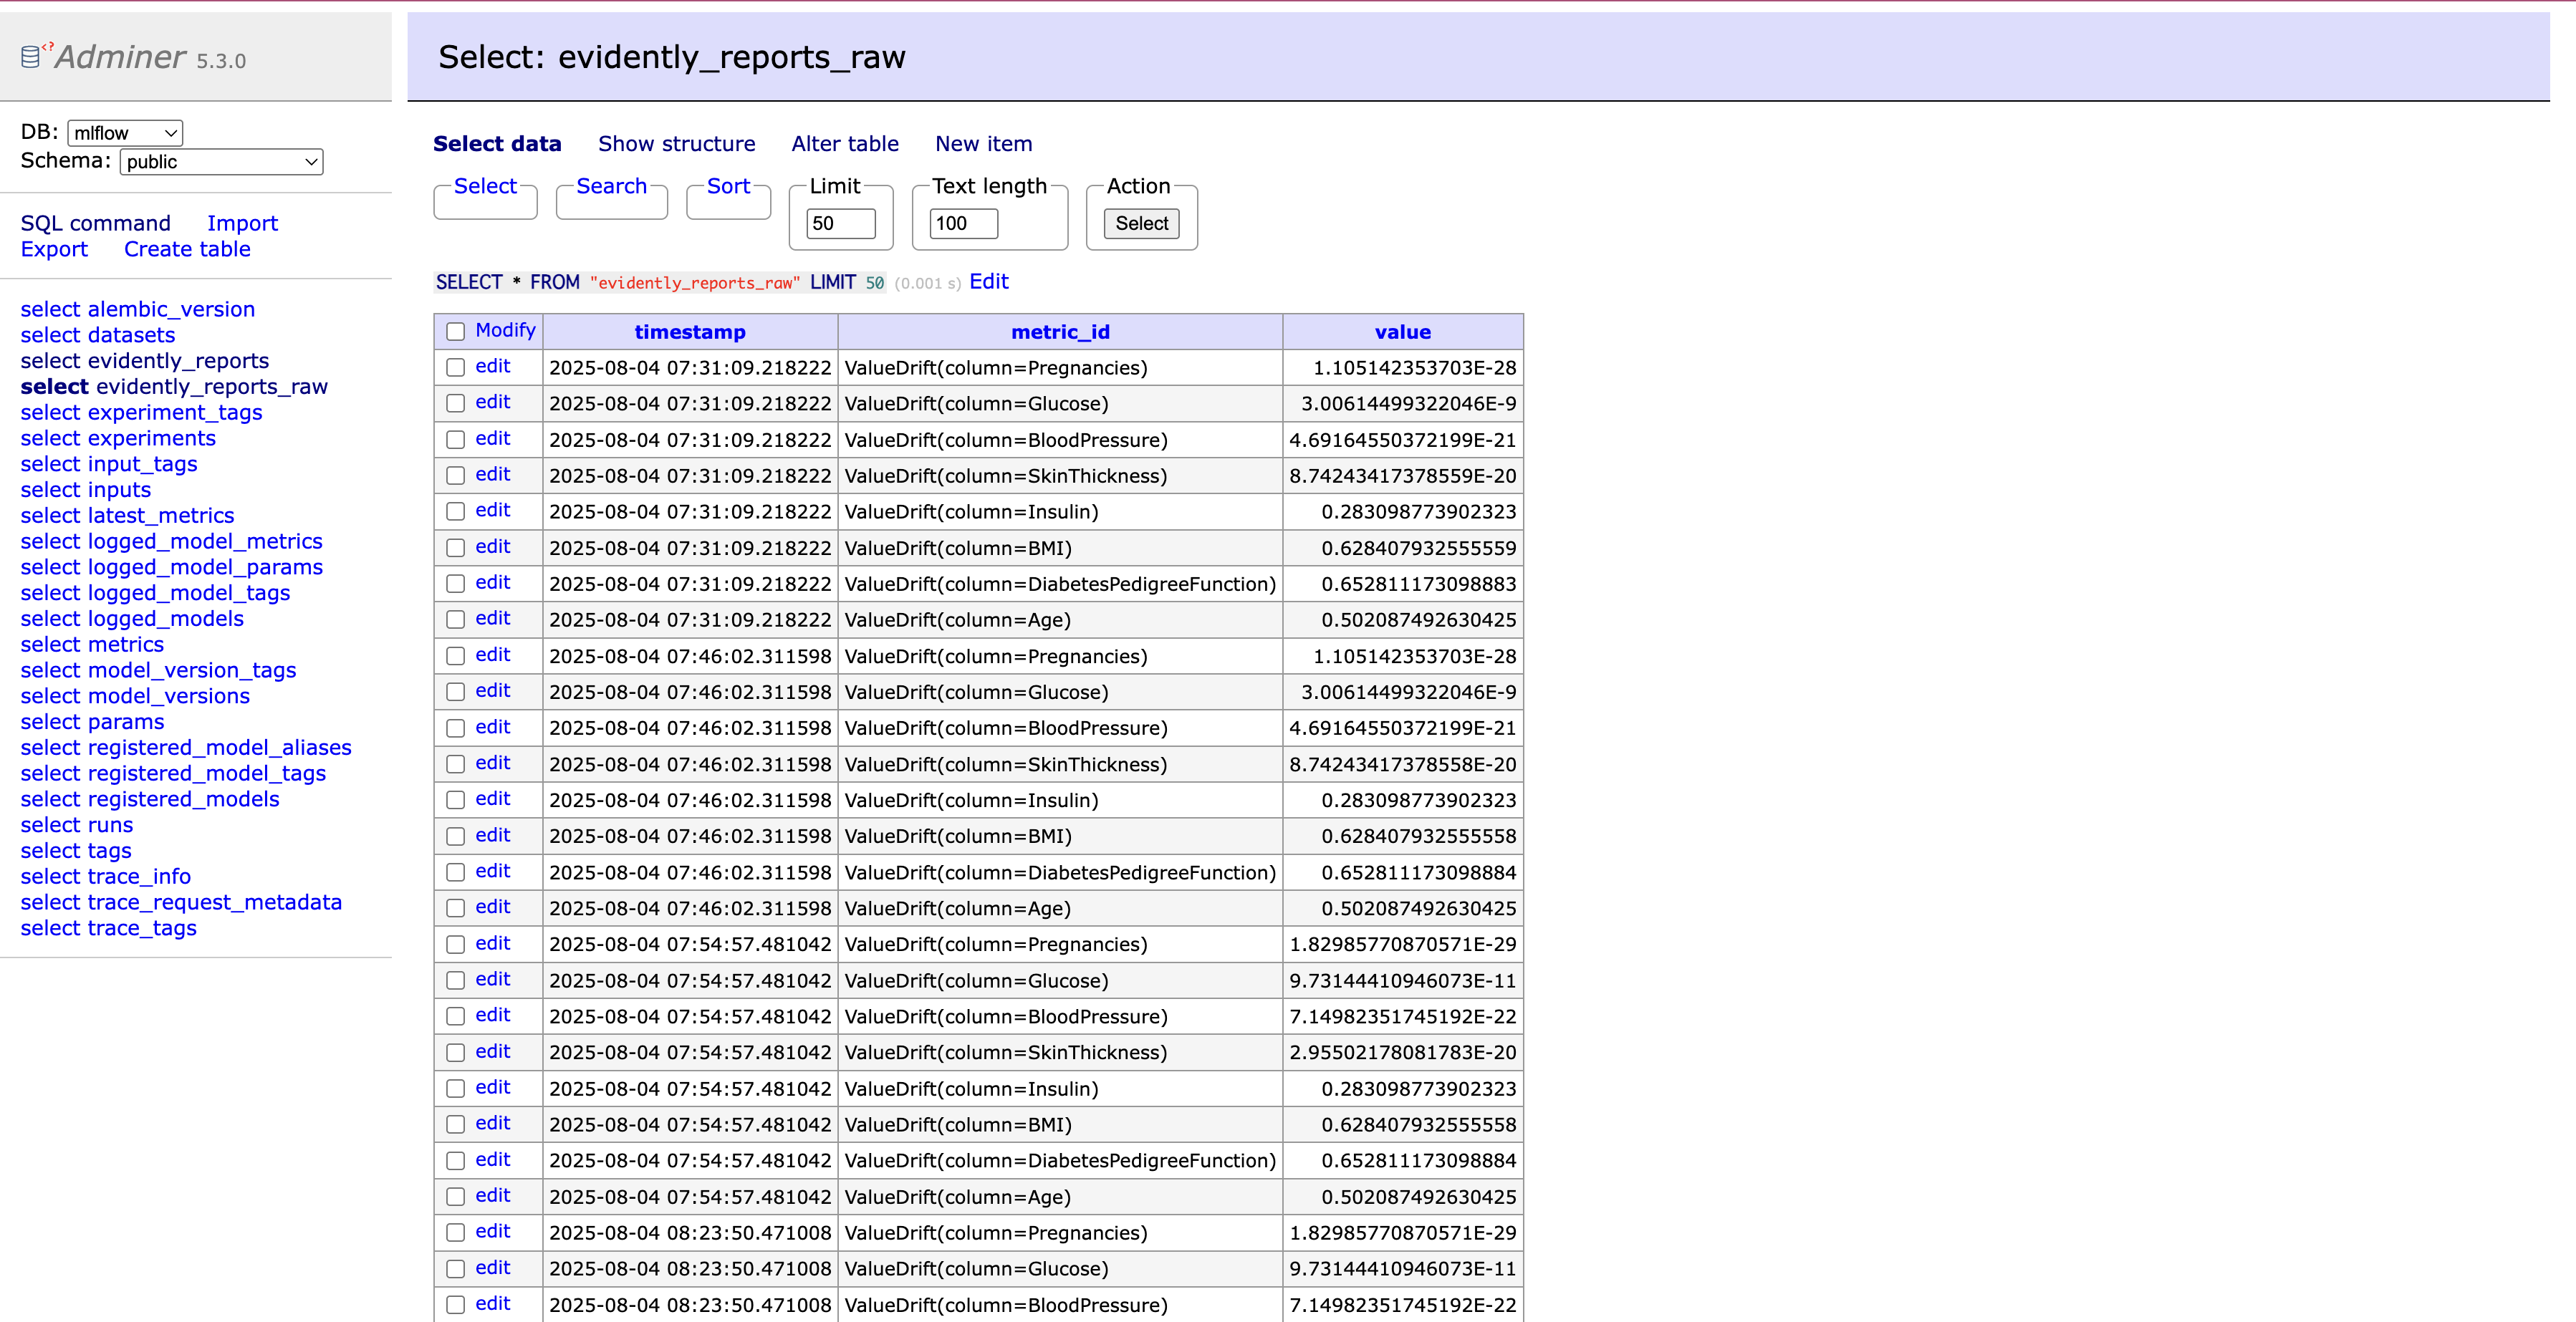 <?Adminer 5.3.0
DB: mlflow
Schema: public
SQL command Import
Export Create table
select alembic_version
select datasets
select evidently_reports
select evidently_reports_raw
select experiment_tags
select experiments
select input_tags
select inputs
select latest_metrics
select logged_model_metrics
select logged_model_params
select logged_model_tags
select logged_models
select metrics
select model_version_tags
select model_versions
select params
select registered_model_aliases
select registered_model_tags
select registered_models
select runs
select tags
select trace_info
select trace_request_metadata
select trace_tags
Select: evidently_reports_raw
Select data Show structure Alter table New item
Select Search Sort Limit Text length Action
50 100 Select
SELECT * FROM "evidently_reports_raw" LIMIT 50 (0.001 s) Edit
Modify timestamp metric_id value
edit 2025-08-04 07:31:09.218222 ValueDrift(column=Pregnancies) 1.105142353703E-28
edit 2025-08-04 07:31:09.218222 ValueDrift(column=Glucose) 3.00614499322046E-9
edit 2025-08-04 07:31:09.218222 ValueDrift(column=BloodPressure) 4.69164550372199E-21
edit 2025-08-04 07:31:09.218222 ValueDrift(column=SkinThickness) 8.74243417378559E-20
edit 2025-08-04 07:31:09.218222 ValueDrift(column=Insulin) 0.283098773902323
edit 2025-08-04 07:31:09.218222 ValueDrift(column=BMI) 0.628407932555559
edit 2025-08-04 07:31:09.218222 ValueDrift(column=DiabetesPedigreeFunction) 0.652811173098883
edit 2025-08-04 07:31:09.218222 ValueDrift(column=Age) 0.502087492630425
edit 2025-08-04 07:46:02.311598 ValueDrift(column=Pregnancies) 1.105142353703E-28
edit 2025-08-04 07:46:02.311598 ValueDrift(column=Glucose) 3.00614499322046E-9
edit 2025-08-04 07:46:02.311598 ValueDrift(column=BloodPressure) 4.69164550372199E-21
edit 2025-08-04 07:46:02.311598 ValueDrift(column=SkinThickness) 8.74243417378558E-20
edit 2025-08-04 07:46:02.311598 ValueDrift(column=Insulin) 0.283098773902323
edit 2025-08-04 07:46:02.311598 ValueDrift(column=BMI) 0.628407932555558
edit 2025-08-04 07:46:02.311598 ValueDrift(column=DiabetesPedigreeFunction) 0.652811173098884
edit 2025-08-04 07:46:02.311598 ValueDrift(column=Age) 0.502087492630425
edit 2025-08-04 07:54:57.481042 ValueDrift(column=Pregnancies) 1.82985770870571E-29
edit 2025-08-04 07:54:57.481042 ValueDrift(column=Glucose) 9.73144410946073E-11
edit 2025-08-04 07:54:57.481042 ValueDrift(column=BloodPressure) 7.14982351745192E-22
edit 2025-08-04 07:54:57.481042 ValueDrift(column=SkinThickness) 2.95502178081783E-20
edit 2025-08-04 07:54:57.481042 ValueDrift(column=Insulin) 0.283098773902323
edit 2025-08-04 07:54:57.481042 ValueDrift(column=BMI) 0.628407932555558
edit 2025-08-04 07:54:57.481042 ValueDrift(column=DiabetesPedigreeFunction) 0.652811173098884
edit 2025-08-04 07:54:57.481042 ValueDrift(column=Age) 0.502087492630425
edit 2025-08-04 08:23:50.471008 ValueDrift(column=Pregnancies) 1.82985770870571E-29
edit 2025-08-04 08:23:50.471008 ValueDrift(column=Glucose) 9.73144410946073E-11
edit 2025-08-04 08:23:50.471008 ValueDrift(column=BloodPressure) 7.14982351745192E-22